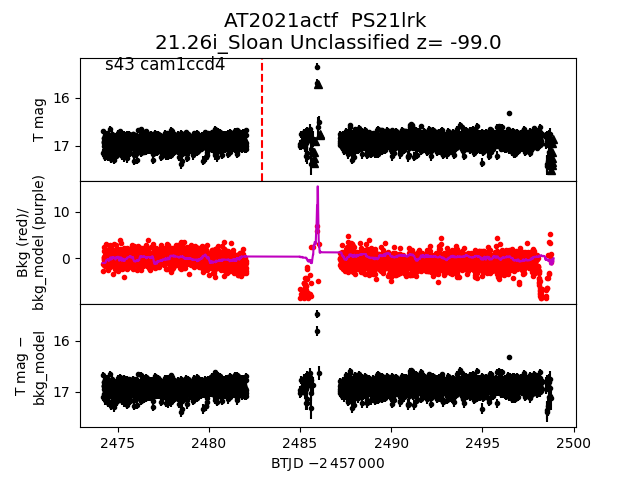 AT2021actf  PS21lrk
21.26i_Sloan Unclassified z= -99.0
s43 cam1ccd4
16
17
T mag
10
0
Bkg (red)/
bkg_model (purple)
16
17
T mag −
bkg_model
2475 2480 2485 2490 2495 2500
BTJD −2 457 000